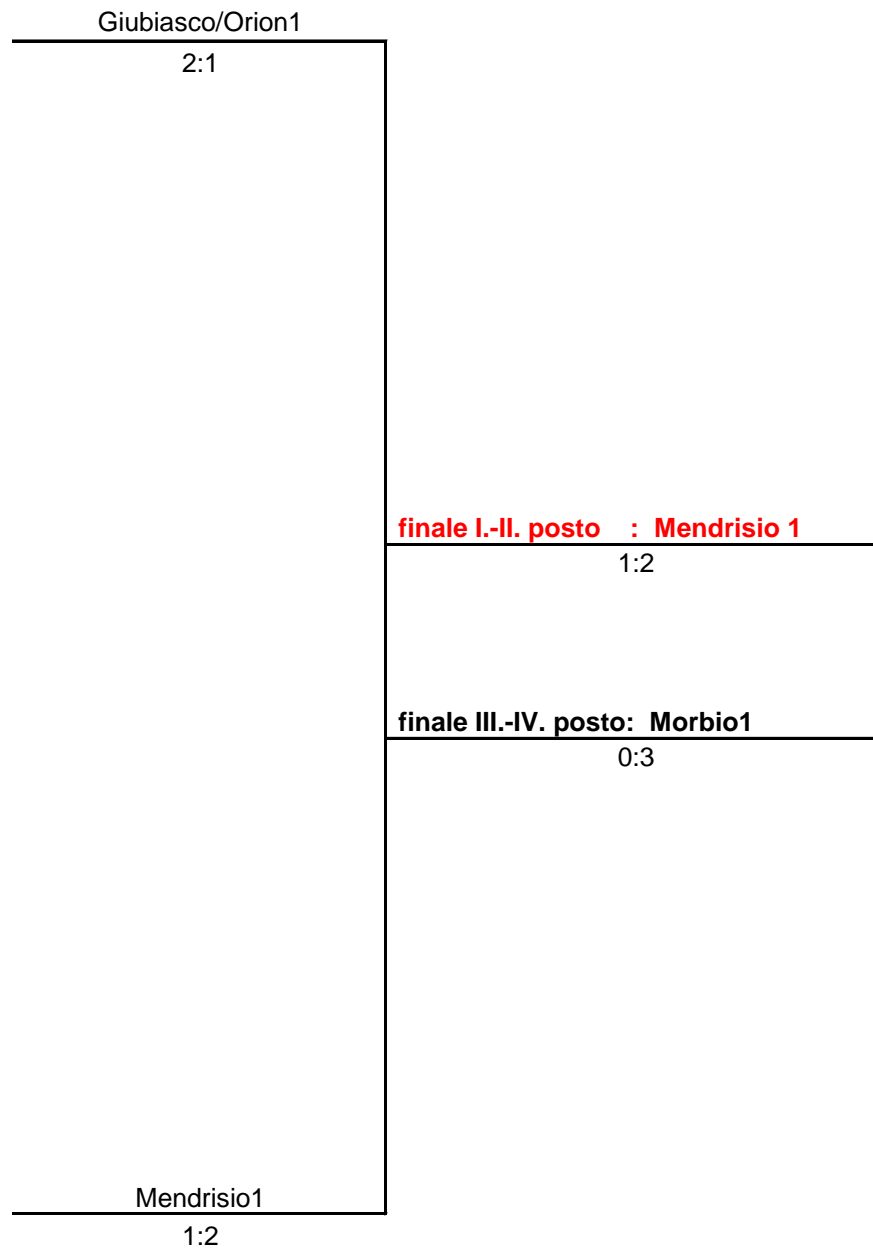 Giubiasco/Orion1
2:1
finale I.-II. posto : Mendrisio 1
1:2
finale III.-IV. posto: Morbio1
0:3
Mendrisio1
1:2